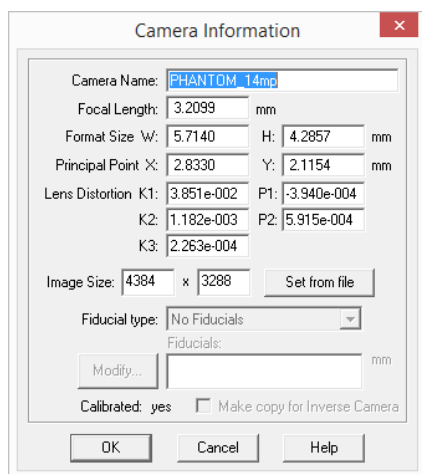 Camera Information
Camera Name: PHANTOM_14mp
Focal Length: 3.2099 mm
Format Size W: 5.7140 H: 4.2857 mm
Principal Point X: 2.8330 Y: 2.1154 mm
Lens Distortion K1: 3.851e-002 P1: -3.940e-004
K2: 1.182e-003 P2: 5.915e-004
K3: 2.263e-004
Image Size: 4384 x 3288 Set from file
Fiducial type: No Fiducials
Fiducials:
Modify... mm
Calibrated: yes Make copy for Inverse Camera
OK Cancel Help